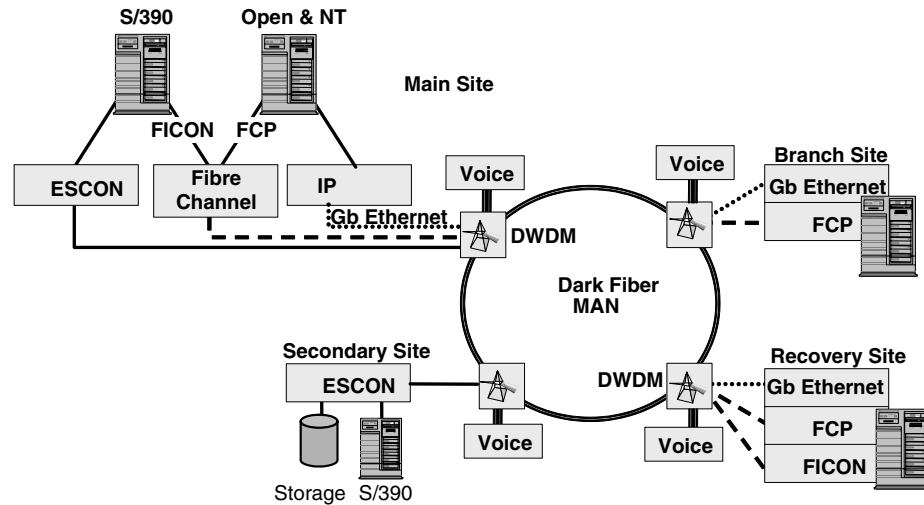 S/390
Open & NT
Main Site
FICON
FCP
ESCON
Fibre
Channel
IP
Gb Ethernet
Voice
DWDM
Voice
Branch Site
Gb Ethernet
FCP
Dark Fiber
MAN
Secondary Site
ESCON
Storage
S/390
Voice
DWDM
Voice
Recovery Site
Gb Ethernet
FCP
FICON